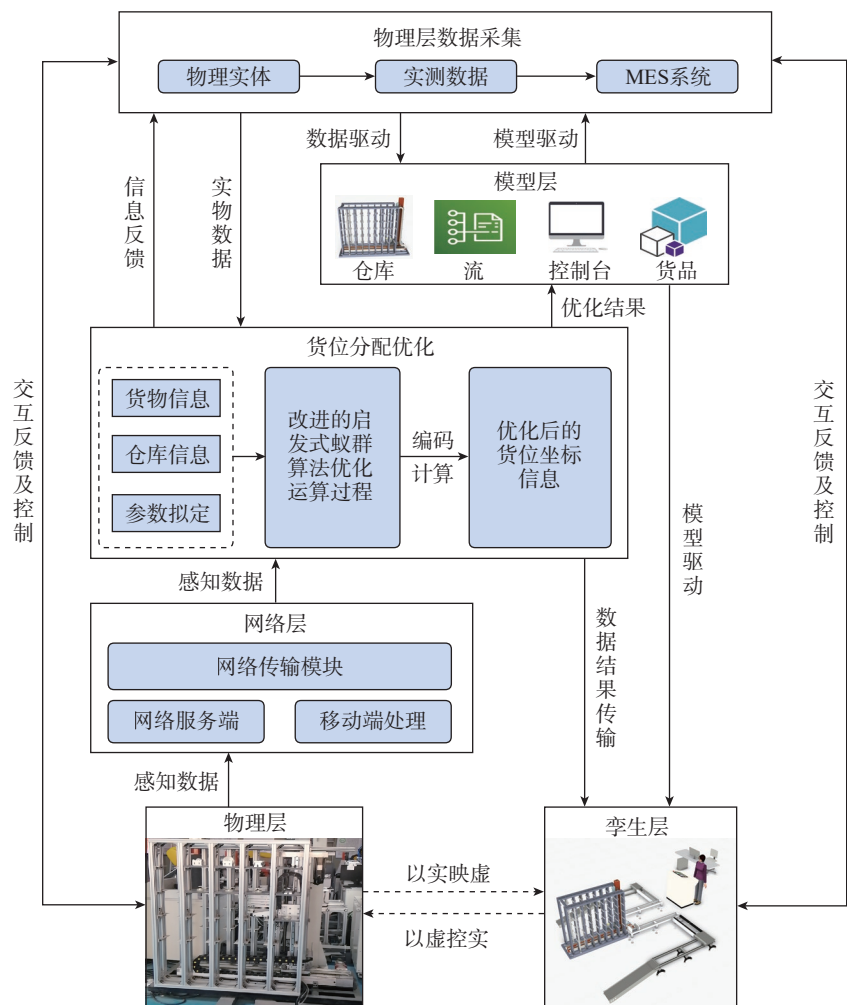 物理层数据采集
物理实体
实测数据
MES系统
数据驱动
模型驱动
信息反馈
实物数据
模型层
仓库
流
控制台
货品
优化结果
货位分配优化
货物信息
仓库信息
参数拟定
改进的启
发式蚁群
算法优化
运算过程
编码
计算
优化后的
货位坐标
信息
交互反馈及控制
交互反馈及控制
模型驱动
感知数据
网络层
网络传输模块
网络服务端
移动端处理
数据结果传输
感知数据
物理层
孪生层
以实映虚
以虚控实